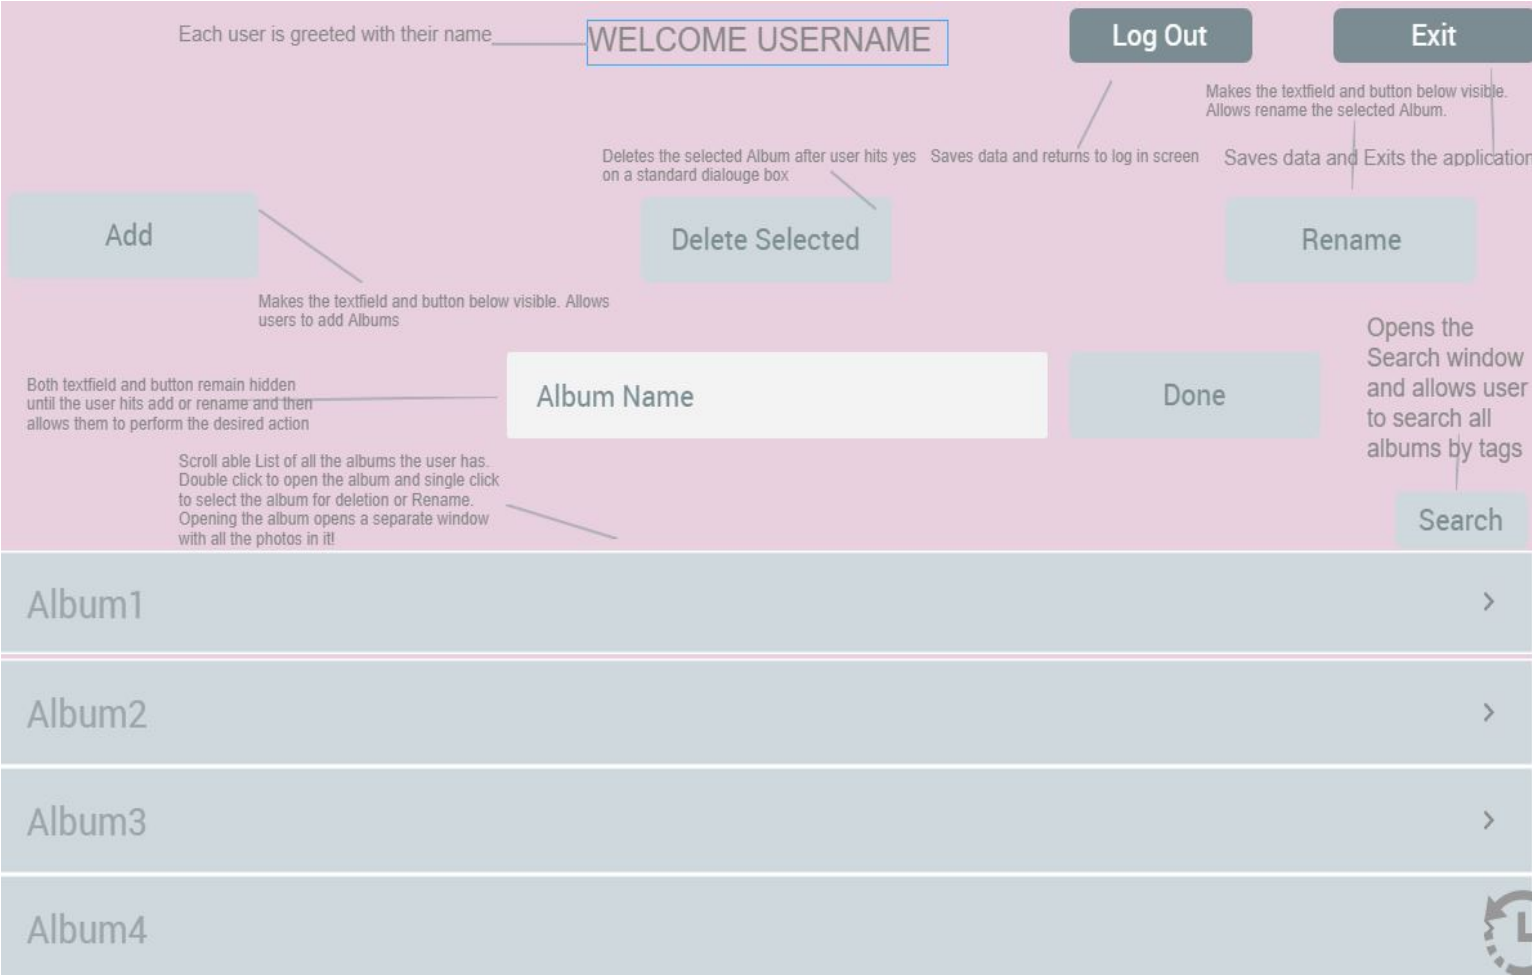 Each user is greeted with their name
WELCOME USERNAME
Log Out
Exit
Makes the textfield and button below visible.
Allows rename the selected Album.
Deletes the selected Album after user hits yes
on a standard dialouge box
Saves data and returns to log in screen
Saves data and Exits the application
Add
Delete Selected
Rename
Makes the textfield and button below visible. Allows
users to add Albums
Opens the
Search window
and allows user
to search all
albums by tags
Both textfield and button remain hidden
until the user hits add or rename and then
allows them to perform the desired action
Album Name
Done
Scroll able List of all the albums the user has.
Double click to open the album and single click
to select the album for deletion or Rename.
Opening the album opens a separate window
with all the photos in it!
Search
Album1
Album2
Album3
Album4